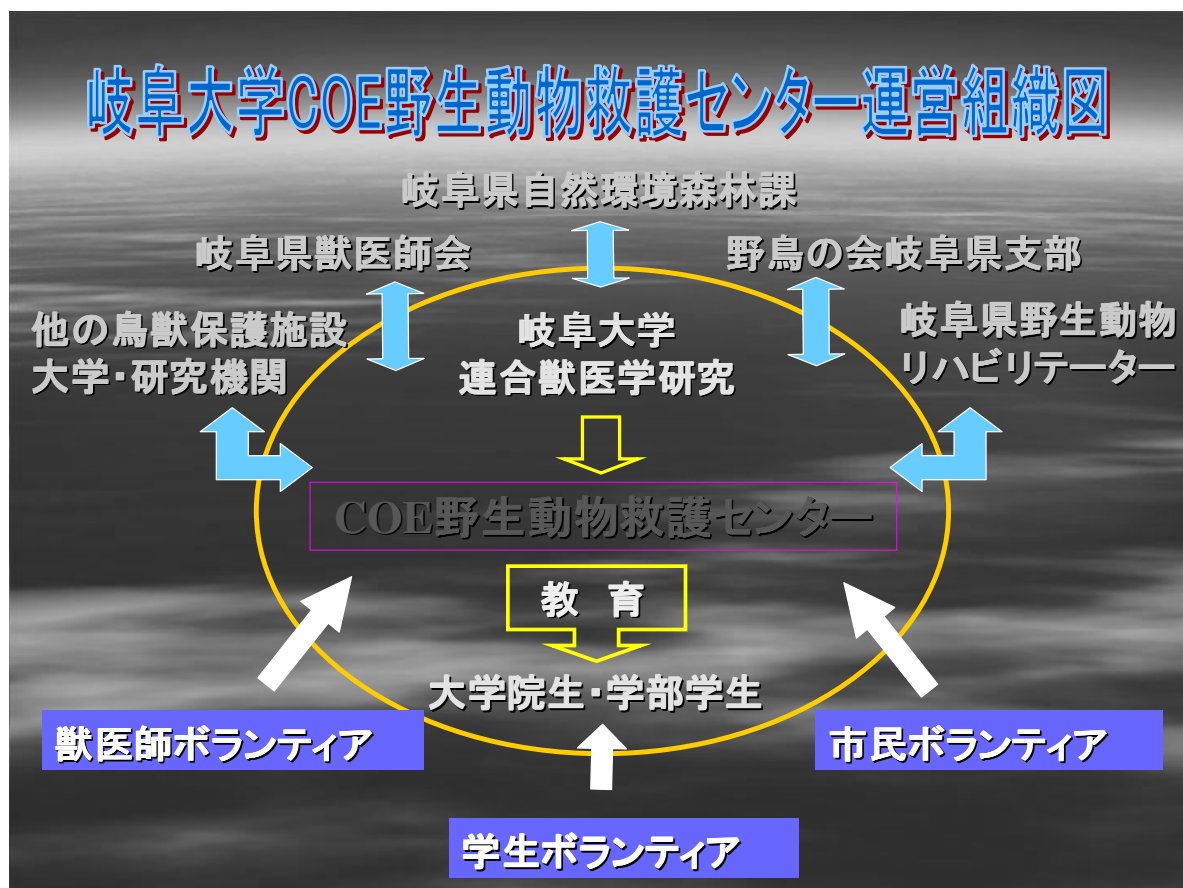 岐阜大学COE野生動物救護センター運営組織図
岐阜県自然環境森林課
岐阜県獣医師会
野鳥の会岐阜県支部
他の鳥獣保護施設
大学・研究機関
岐阜大学
連合獣医学研究
岐阜県野生動物
リハビリテーター
COE野生動物救護センター
教 育
大学院生・学部学生
獣医師ボランティア
市民ボランティア
学生ボランティア